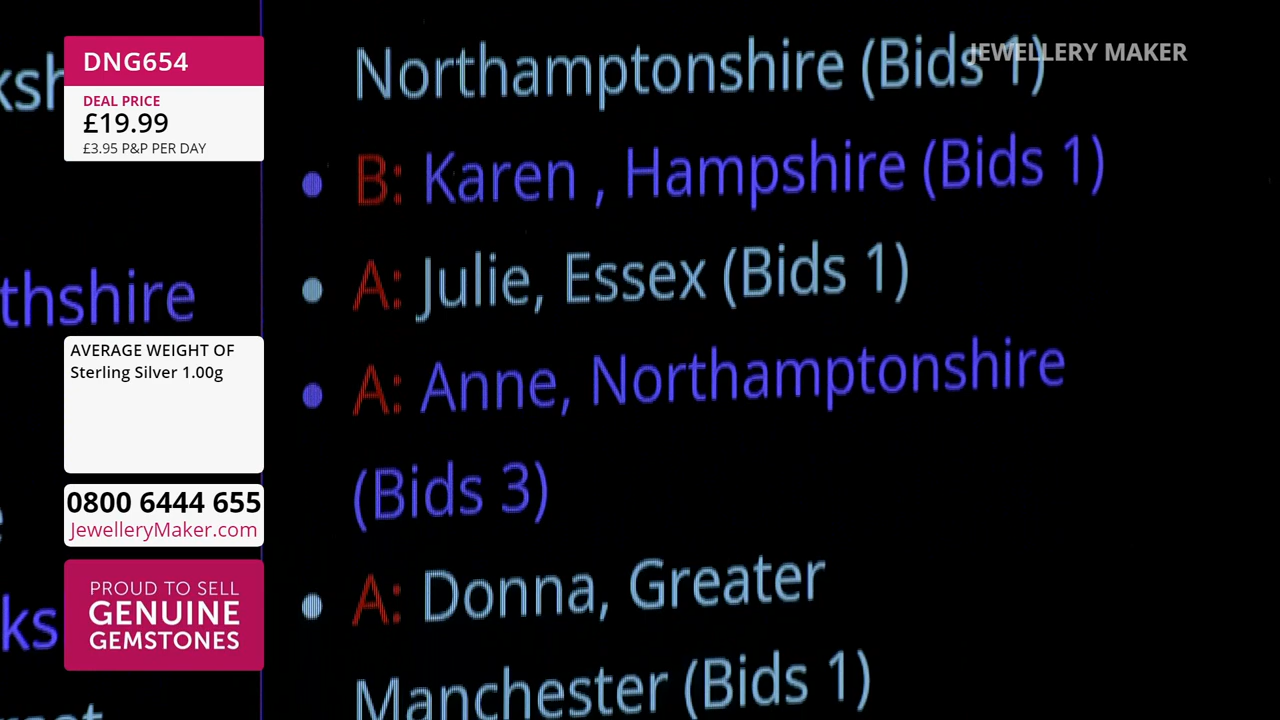 DNG654
DEAL PRICE
£19.99
£3.95 P&P PER DAY
AVERAGE WEIGHT OF
Sterling Silver 1.00g
0800 6444 655
JewelleryMaker.com
PROUD TO SELL
GENUINE
GEMSTONES
JEWELLERY MAKER
Northamptonshire (Bids 1)
B: Karen , Hampshire (Bids 1)
A: Julie, Essex (Bids 1)
A: Anne, Northamptonshire
(Bids 3)
A: Donna, Greater
Manchester (Bids 1)
thshire
ks